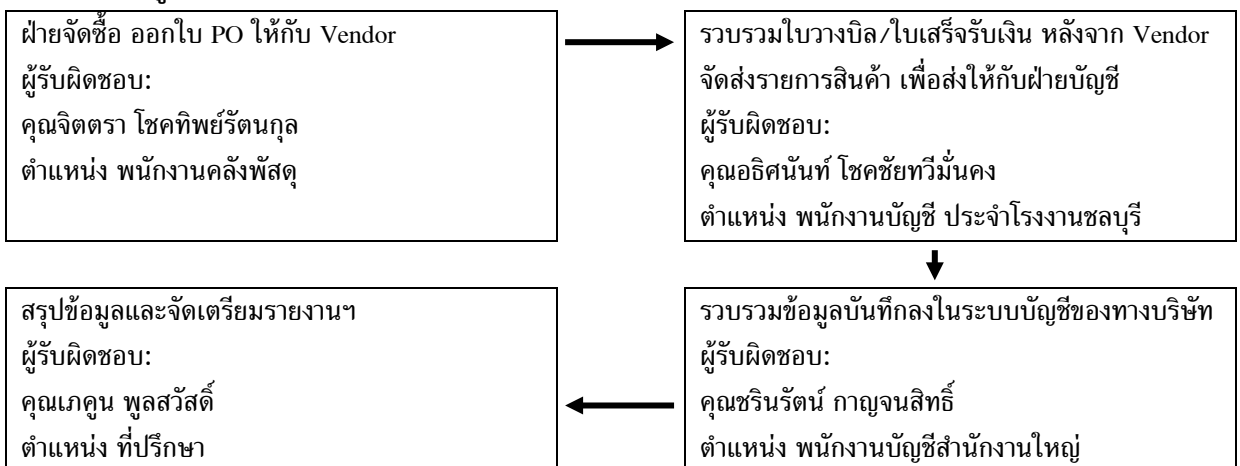 ฝ่ายจัดซื้อ ออกใบ PO ให้กับ Vendor
ผู้รับผิดชอบ:
คุณจิตตรา โชคทิพย์รัตนกุล
ตำแหน่ง พนักงานคลังพัสดุ
รวบรวมใบวางบิล/ใบเสร็จรับเงิน หลังจาก Vendor
จัดส่งรายการสินค้า เพื่อส่งให้กับฝ่ายบัญชี
ผู้รับผิดชอบ:
คุณอธิศนันท์ โชคชัยทวีมั่นคง
ตำแหน่ง พนักงานบัญชี ประจำโรงงานชลบุรี
รวบรวมข้อมูลบันทึกลงในระบบบัญชีของทางบริษัท
ผู้รับผิดชอบ:
คุณชรินรัตน์ กาญจนสิทธิ์
ตำแหน่ง พนักงานบัญชีสำนักงานใหญ่
สรุปข้อมูลและจัดเตรียมรายงานฯ
ผู้รับผิดชอบ:
คุณเภคูน พูลสวัสดิ์
ตำแหน่ง ที่ปรึกษา